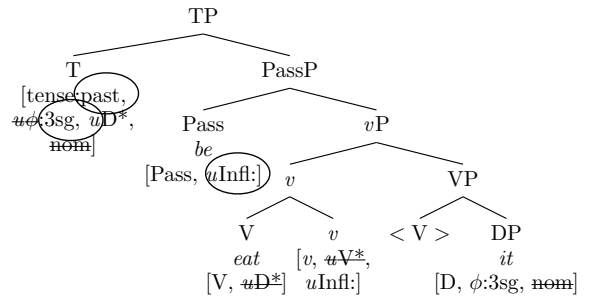 TP
T PassP
[tense:past,
uϕ:3sg, uD*,
nom]
Pass vP
be
[Pass, uInfl:]
v VP
V v < V > DP
eat [v, uV*, it
[V, uD*] uInfl:] [D, ϕ:3sg, nom]